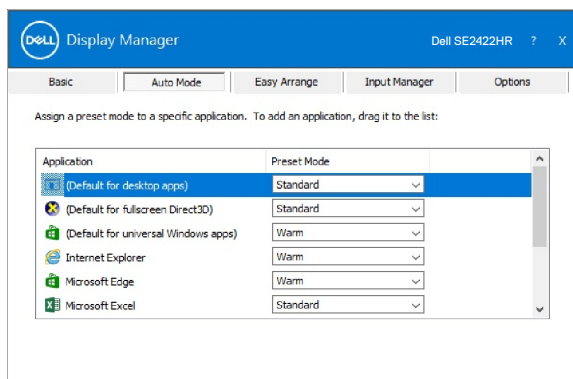 DELL Display Manager Dell SE2422HR ? X
Basic Auto Mode Easy Arrange Input Manager Options
Assign a preset mode to a specific application. To add an application, drag it to the list:
Application Preset Mode
(Default for desktop apps) Standard
(Default for fullscreen Direct3D) Standard
(Default for universal Windows apps) Warm
Internet Explorer Warm
Microsoft Edge Warm
Microsoft Excel Standard